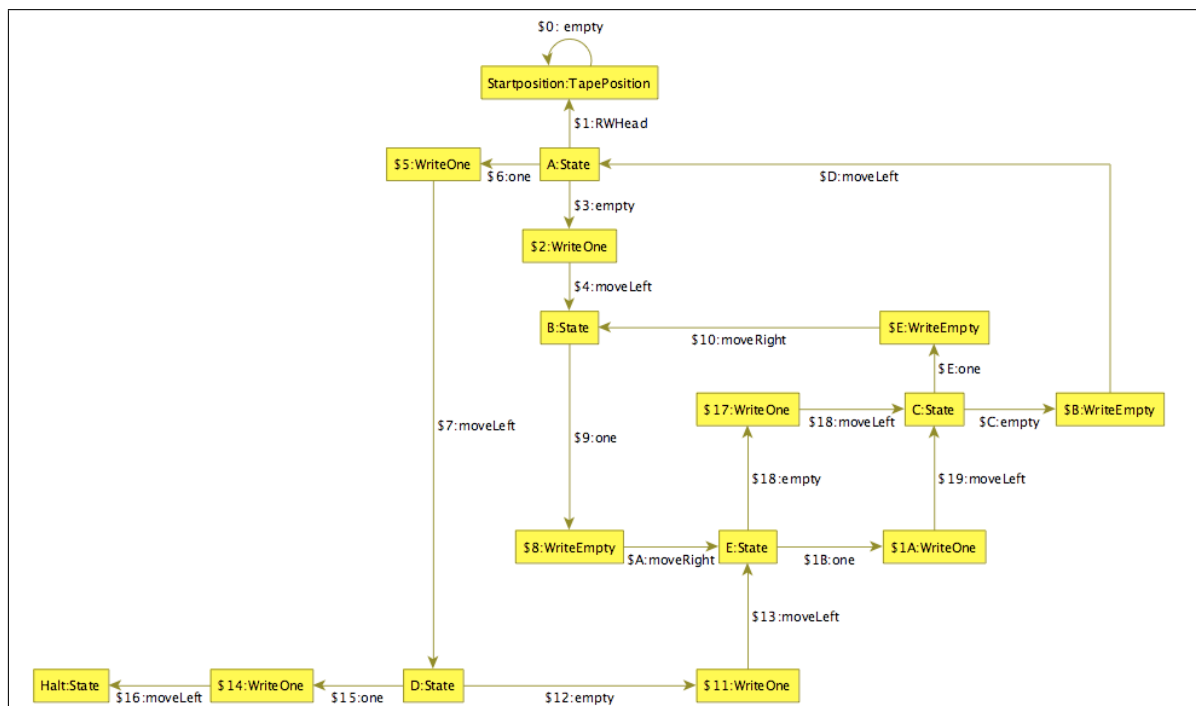 $0: empty
Startposition:TapePosition
$1:RWHead
$5:WriteOne
$6:one
A:State
$D:moveLeft
$3:empty
$2:WriteOne
$4:moveLeft
B:State
$10:moveRight
$E:WriteEmpty
$E:one
$17:WriteOne
$18:moveLeft
C:State
$C:empty
$B:WriteEmpty
$7:moveLeft
$9:one
$18:empty
$19:moveLeft
$8:WriteEmpty
$A:moveRight
E:State
$1B:one
$1A:WriteOne
$13:moveLeft
Halt:State
$16:moveLeft
$14:WriteOne
$15:one
D:State
$12:empty
$11:WriteOne